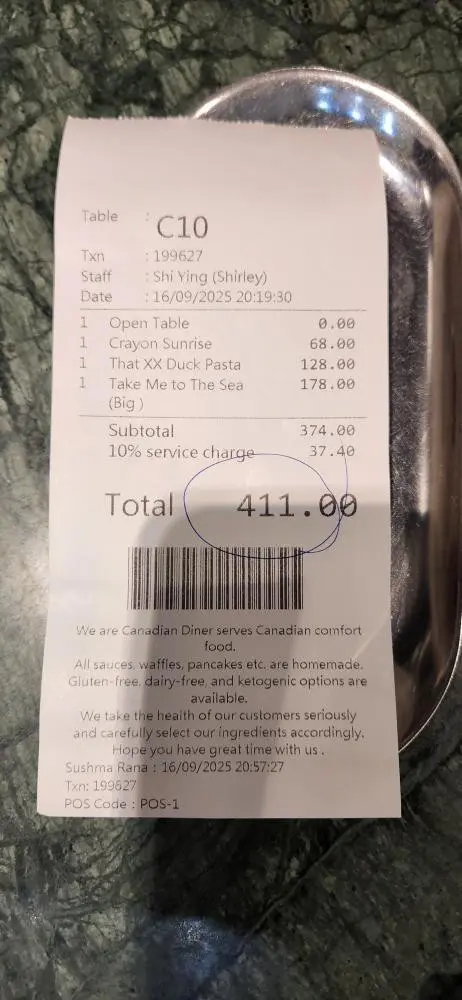 Table : C10
Txn : 199627
Staff : Shi Ying (Shirley)
Date : 16/09/2025 20:19:30
1 Open Table 0.00
1 Crayon Sunrise 68.00
1 That XX Duck Pasta 128.00
1 Take Me to The Sea 178.00
(Big )
Subtotal 374.00
10% service charge 37.40
Total 411.00
We are Canadian Diner serves Canadian comfort
food.
All sauces, waffles, pancakes etc. are homemade.
Gluten-free, dairy-free, and ketogenic options are
available.
We take the health of our customers seriously
and carefully select our ingredients accordingly.
Hope you have great time with us .
Sushma Rana : 16/09/2025 20:57:27
Txn: 199627
POS Code : POS-1